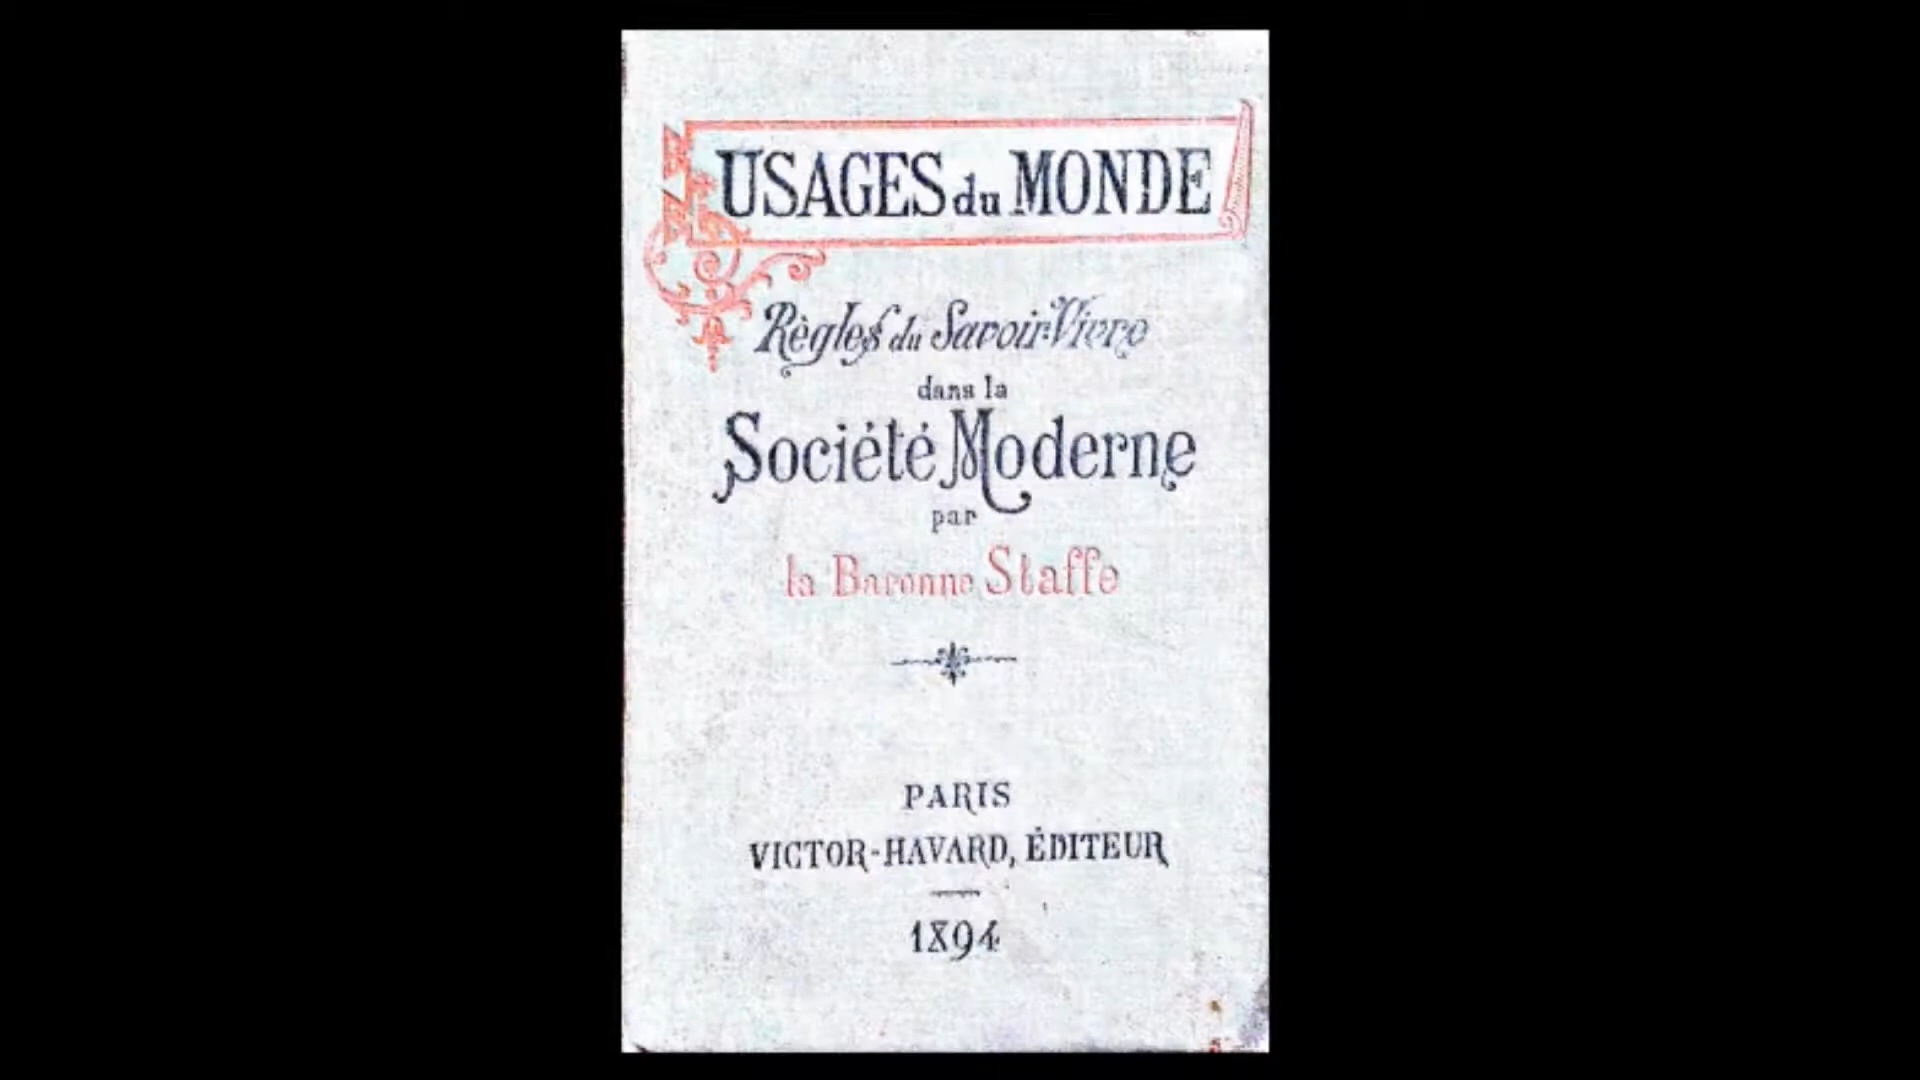 USAGES du MONDE
Règles du Savoir-Vivre
dans la
Société Moderne
par
la Baronne Staffe
PARIS
VICTOR-HAVARD, ÉDITEUR
1894